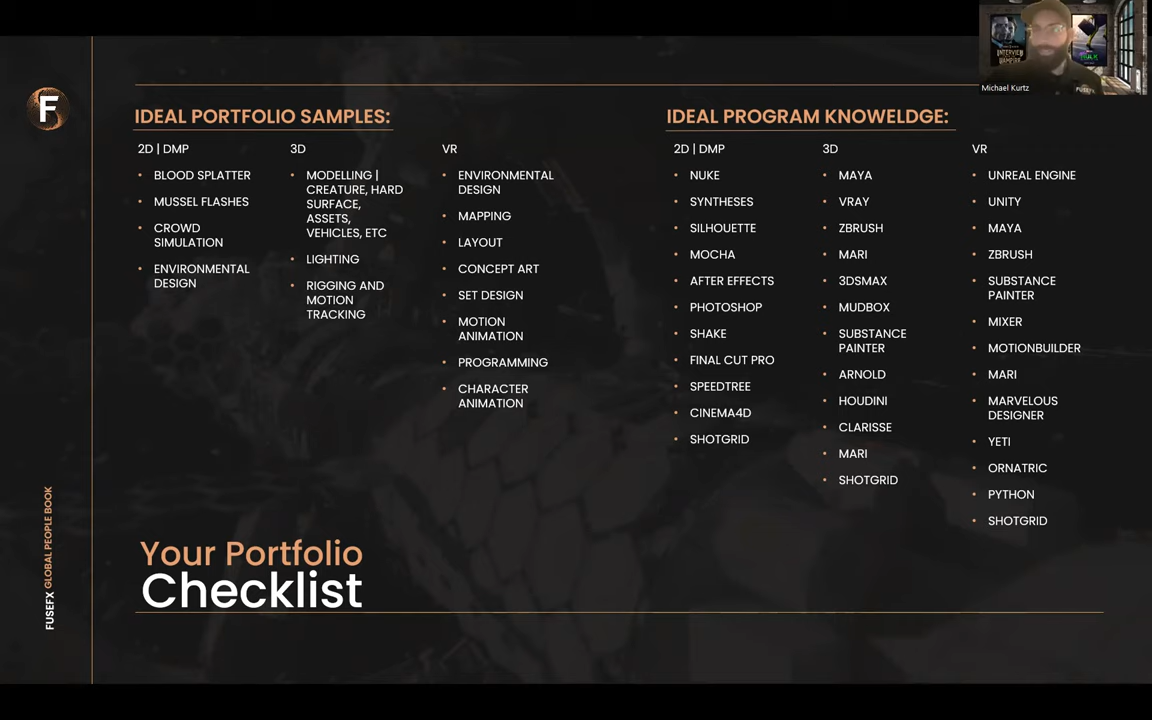 F
IDEAL PORTFOLIO SAMPLES:
2D | DMP
BLOOD SPLATTER
MUSSEL FLASHES
CROWD
SIMULATION
ENVIRONMENTAL
DESIGN
3D
MODELLING |
CREATURE, HARD
SURFACE,
ASSETS,
VEHICLES, ETC
LIGHTING
RIGGING AND
MOTION
TRACKING
VR
ENVIRONMENTAL
DESIGN
MAPPING
LAYOUT
CONCEPT ART
SET DESIGN
MOTION
ANIMATION
PROGRAMMING
CHARACTER
ANIMATION
IDEAL PROGRAM KNOWELDGE:
2D | DMP
NUKE
SYNTHESES
SILHOUETTE
MOCHA
AFTER EFFECTS
PHOTOSHOP
SHAKE
FINAL CUT PRO
SPEEDTREE
CINEMA4D
SHOTGRID
3D
MAYA
VRAY
ZBRUSH
MARI
3DSMAX
MUDBOX
SUBSTANCE
PAINTER
ARNOLD
HOUDINI
CLARISSE
MARI
SHOTGRID
VR
UNREAL ENGINE
UNITY
MAYA
ZBRUSH
SUBSTANCE
PAINTER
MIXER
MOTIONBUILDER
MARI
MARVELOUS
DESIGNER
YETI
ORNATRIC
PYTHON
SHOTGRID
Your Portfolio
Checklist
FUSEFX GLOBAL PEOPLE BOOK
INTERVIEW
VAMPIRE
Michael Kurtz